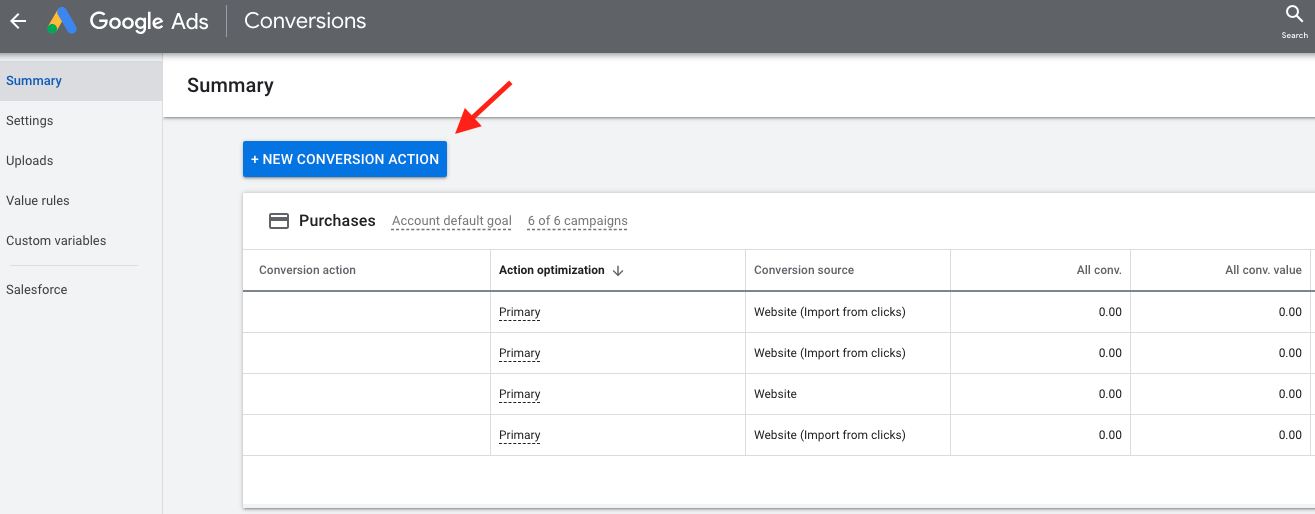 Google Ads Conversions
Search
Summary
Settings
Uploads
Value rules
Custom variables
Salesforce
Summary
+ NEW CONVERSION ACTION
Purchases Account default goal 6 of 6 campaigns
Conversion action Action optimization Conversion source All conv. All conv. value
Primary Website (Import from clicks) 0.00 0.00
Primary Website (Import from clicks) 0.00 0.00
Primary Website 0.00 0.00
Primary Website (Import from clicks) 0.00 0.00